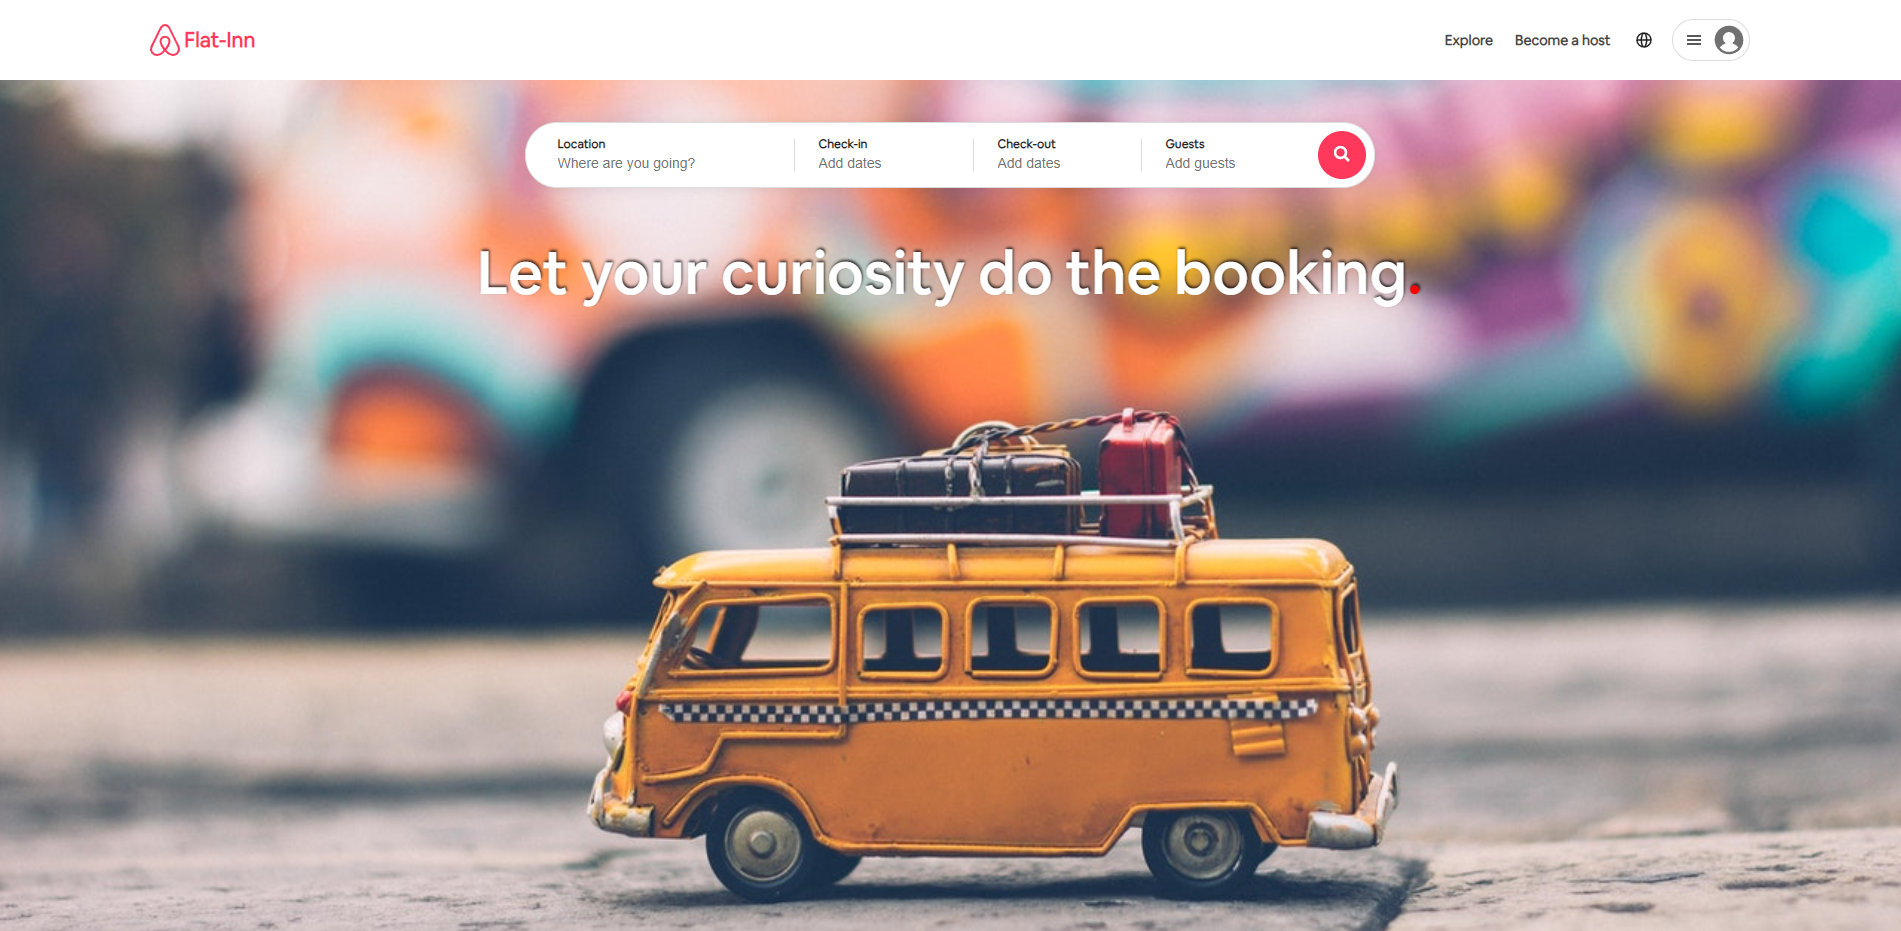 Flat-Inn
Explore
Become a host
Location
Where are you going?
Check-in
Add dates
Check-out
Add dates
Guests
Add guests
Let your curiosity do the booking.